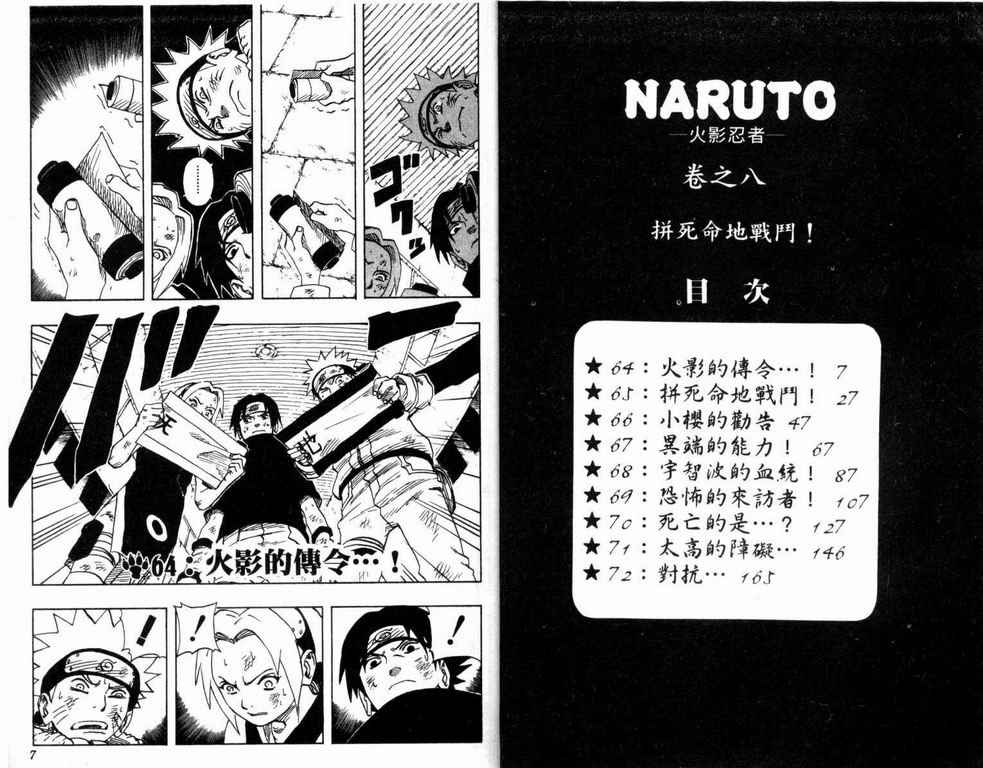 NARUTO
—火影忍者—
卷之八
拼死命地戰鬥！
目 次
★ 64：火影的傳令…！ 7
★ 65：拼死命地戰鬥！ 27
★ 66：小櫻的勸告 47
★ 67：異端的能力！ 67
★ 68：宇智波的血統！ 87
★ 69：恐怖的來訪者！ 107
★ 70：死亡的是…？ 127
★ 71：太高的障礙… 146
★ 72：對抗… 165
ゴクッ
……
64：火影的傳令…！
！
！
！
7